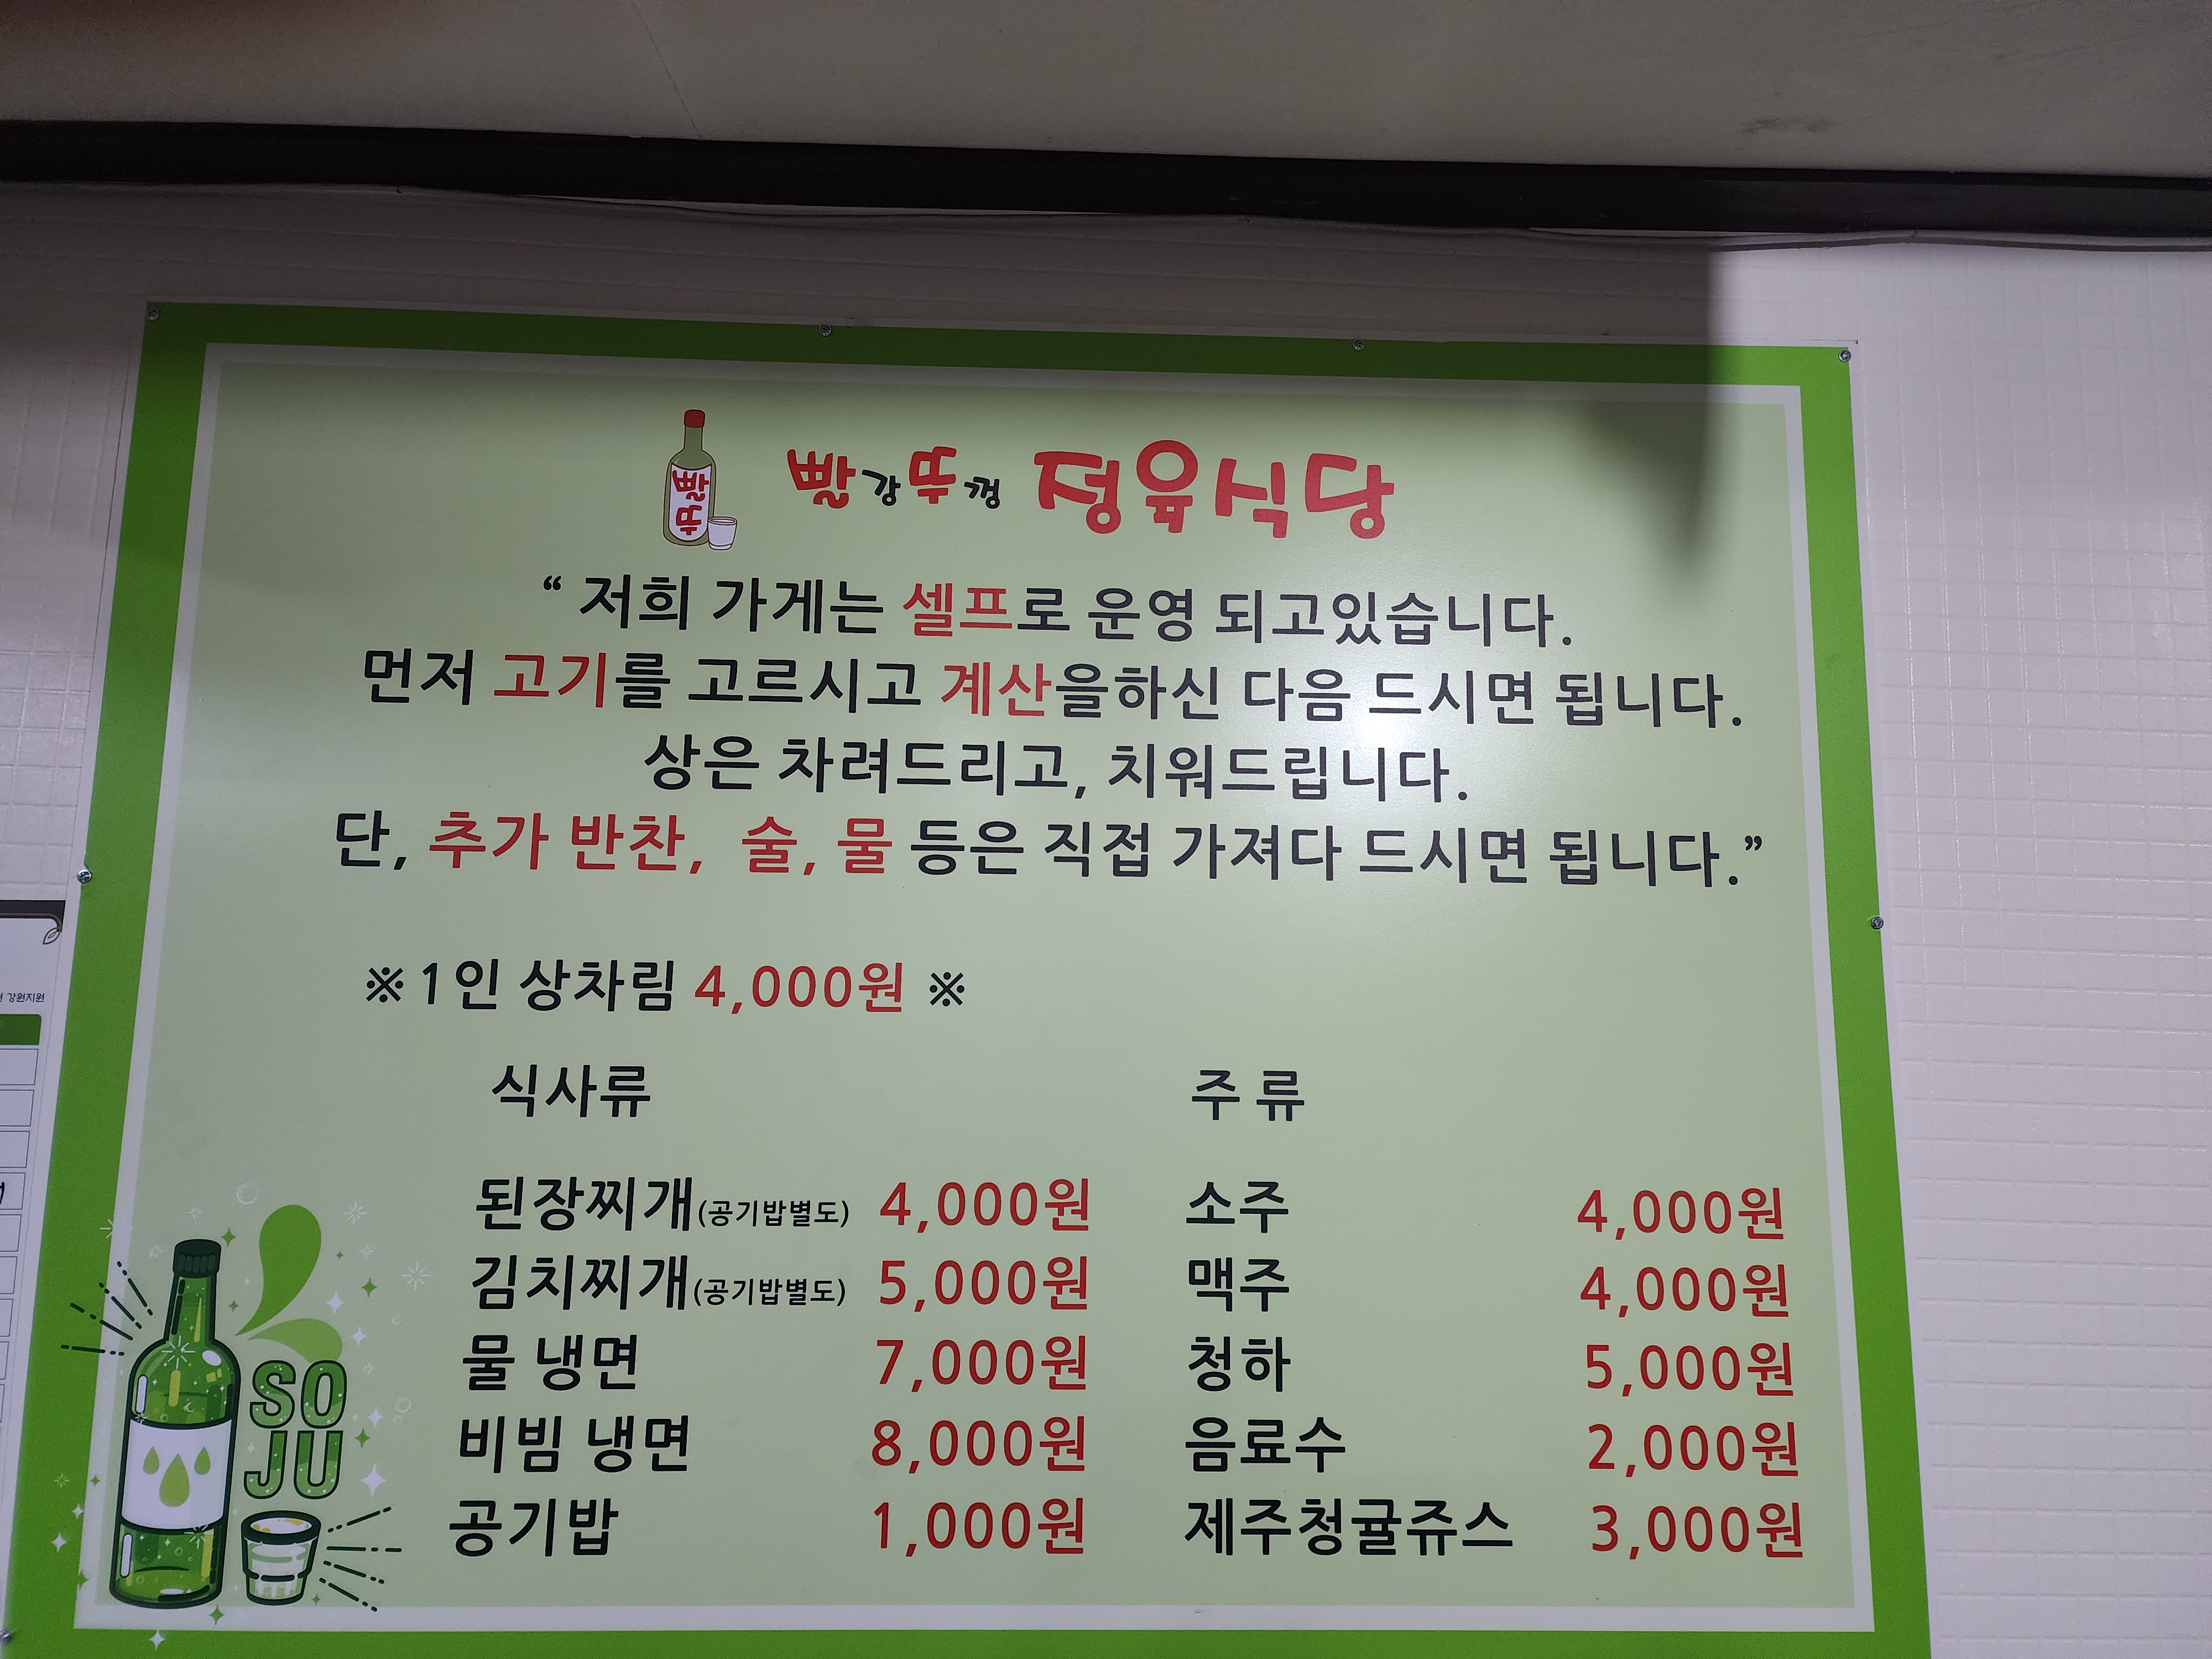 빨강뚜껑 정육식당
빨뚜
“ 저희 가게는 셀프로 운영 되고있습니다.
먼저 고기를 고르시고 계산을하신 다음 드시면 됩니다.
상은 차려드리고, 치워드립니다.
단, 추가 반찬, 술, 물 등은 직접 가져다 드시면 됩니다.”
※1인 상차림 4,000원 ※
식사류
된장찌개(공기밥별도) 4,000원
김치찌개(공기밥별도) 5,000원
물 냉면 7,000원
비빔 냉면 8,000원
공기밥 1,000원
주 류
소주 4,000원
맥주 4,000원
청하 5,000원
음료수 2,000원
제주청귤쥬스 3,000원
SO
JU
강원지원